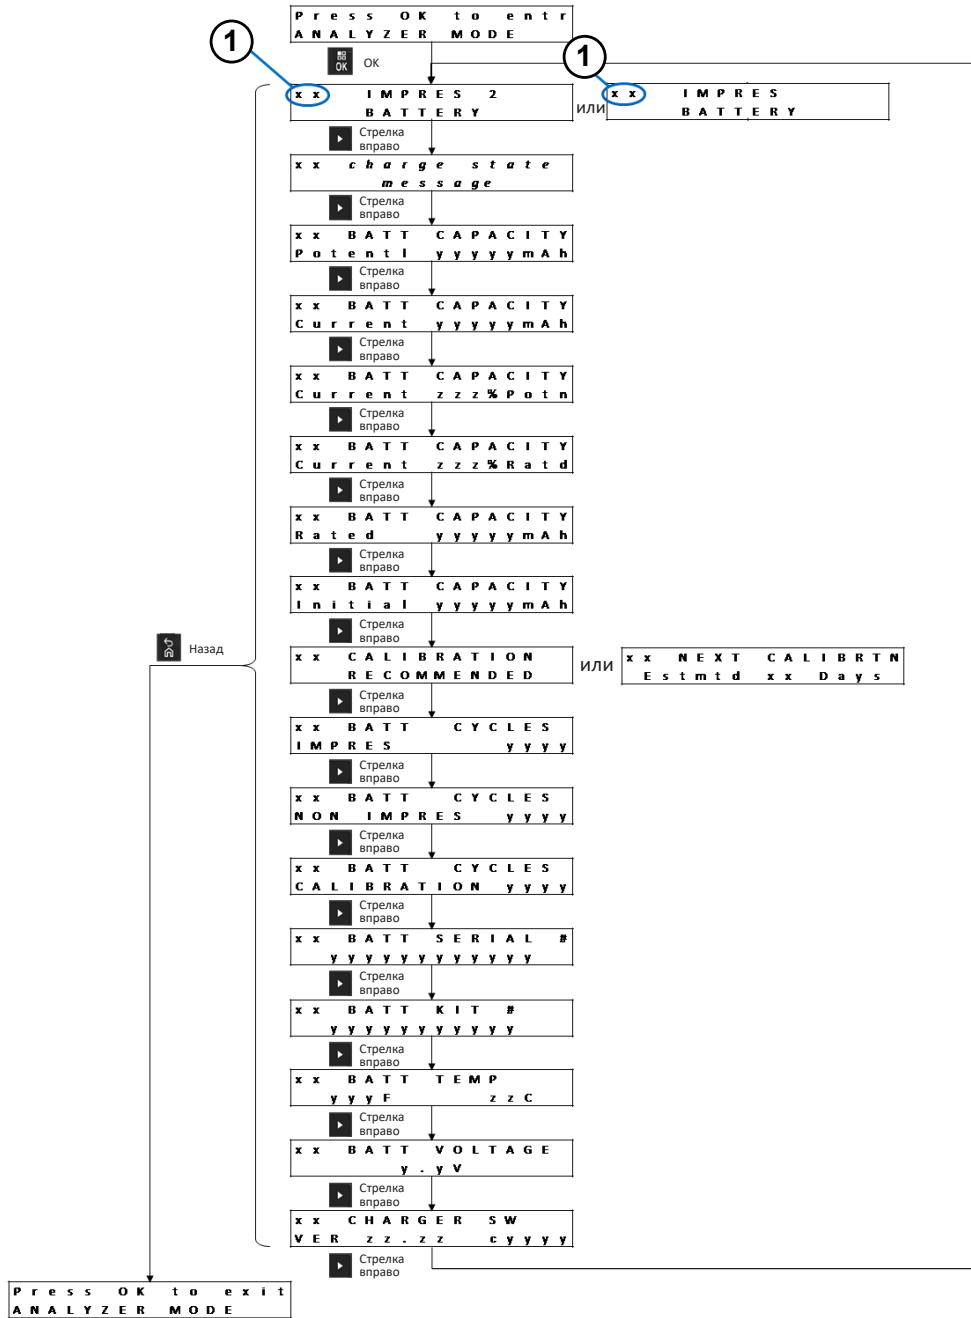 Press OK to entr
ANALYZER MODE
1
1
OK
OK
xx IMPRES 2
BATTERY
или
xx IMPRES
BATTERY
Стрелка
вправо
xx charge state
message
Стрелка
вправо
xx BATT CAPACITY
Potentl yyyyymAh
Стрелка
вправо
xx BATT CAPACITY
Current yyyyymAh
Стрелка
вправо
xx BATT CAPACITY
Current zzz%Potn
Стрелка
вправо
xx BATT CAPACITY
Current zzz%Ratd
Стрелка
вправо
xx BATT CAPACITY
Rated yyyyymAh
Стрелка
вправо
xx BATT CAPACITY
Initial yyyyymAh
Стрелка
вправо
Назад
xx CALIBRATION
RECOMMENDED
или
xx NEXT CALIBRTN
Estmtd xx Days
Стрелка
вправо
xx BATT CYCLES
IMPRES yyyy
Стрелка
вправо
xx BATT CYCLES
NON IMPRES yyyy
Стрелка
вправо
xx BATT CYCLES
CALIBRATION yyyy
Стрелка
вправо
xx BATT SERIAL #
yyyyyyyyyyyy
Стрелка
вправо
xx BATT KIT #
yyyyyyyyyyy
Стрелка
вправо
xx BATT TEMP
yyyF zzC
Стрелка
вправо
xx BATT VOLTAGE
y.yV
Стрелка
вправо
xx CHARGER SW
VER zz.zz cyyyy
Стрелка
вправо
Press OK to exit
ANALYZER MODE